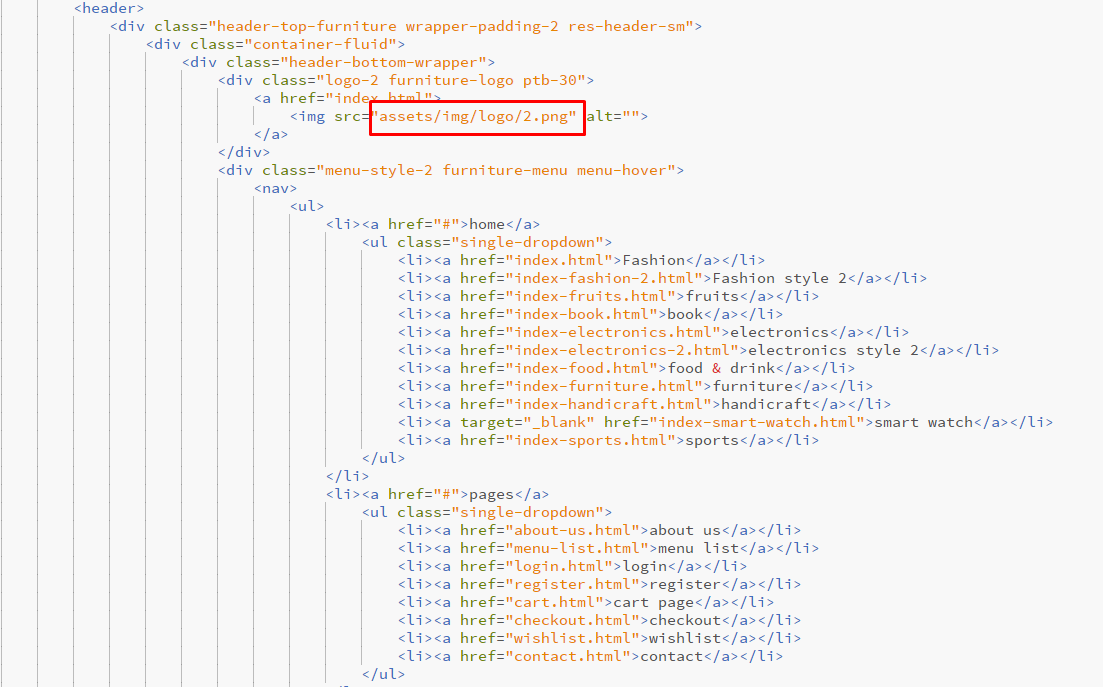 <header>
<div class="header-top-furniture wrapper-padding-2 res-header-sm">
<div class="container-fluid">
<div class="header-bottom-wrapper">
<div class="logo-2 furniture-logo ptb-30">
<a href="index.html">
<img src="assets/img/logo/2.png" alt="">
</a>
</div>
<div class="menu-style-2 furniture-menu menu-hover">
<nav>
<ul>
<li><a href="#">home</a>
<ul class="single-dropdown">
<li><a href="index.html">Fashion</a></li>
<li><a href="index-fashion-2.html">Fashion style 2</a></li>
<li><a href="index-fruits.html">fruits</a></li>
<li><a href="index-book.html">book</a></li>
<li><a href="index-electronics.html">electronics</a></li>
<li><a href="index-electronics-2.html">electronics style 2</a></li>
<li><a href="index-food.html">food & drink</a></li>
<li><a href="index-furniture.html">furniture</a></li>
<li><a href="index-handicraft.html">handicraft</a></li>
<li><a target="_blank" href="index-smart-watch.html">smart watch</a></li>
<li><a href="index-sports.html">sports</a></li>
</ul>
</li>
<li><a href="#">pages</a>
<ul class="single-dropdown">
<li><a href="about-us.html">about us</a></li>
<li><a href="menu-list.html">menu list</a></li>
<li><a href="login.html">login</a></li>
<li><a href="register.html">register</a></li>
<li><a href="cart.html">cart page</a></li>
<li><a href="checkout.html">checkout</a></li>
<li><a href="wishlist.html">wishlist</a></li>
<li><a href="contact.html">contact</a></li>
</ul>